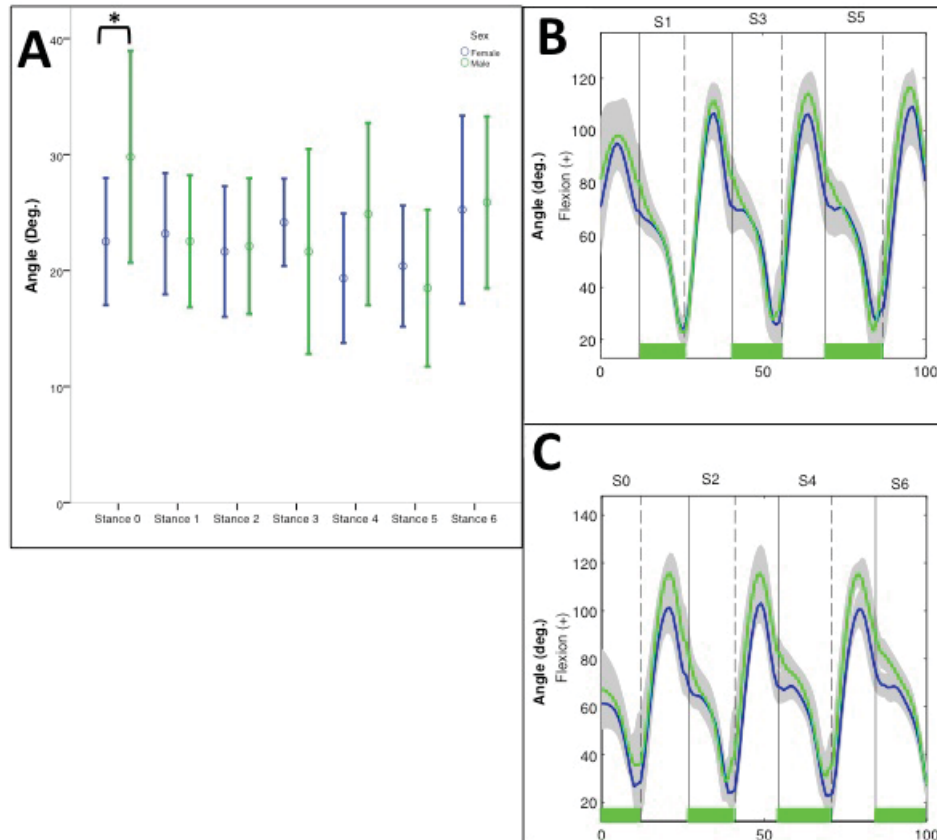 A
*
Sex
Female
Male
Angle (Deg.)
40
30
20
10
0
Stance 0 Stance 1 Stance 2 Stance 3 Stance 4 Stance 5 Stance 6
B
S1 S3 S5
Angle (deg.)
Flexion (+)
120
100
80
60
40
20
0 50 100
C
S0 S2 S4 S6
Angle (deg.)
Flexion (+)
140
120
100
80
60
40
20
0 50 100